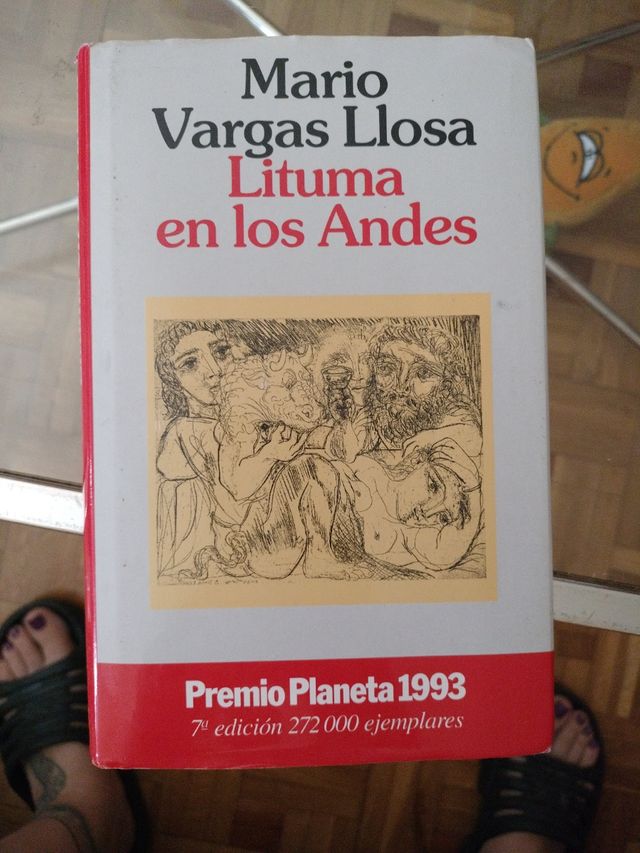 Mario
Vargas Llosa
Lituma
en los Andes
Premio Planeta 1993
7ª edición 272 000 ejemplares